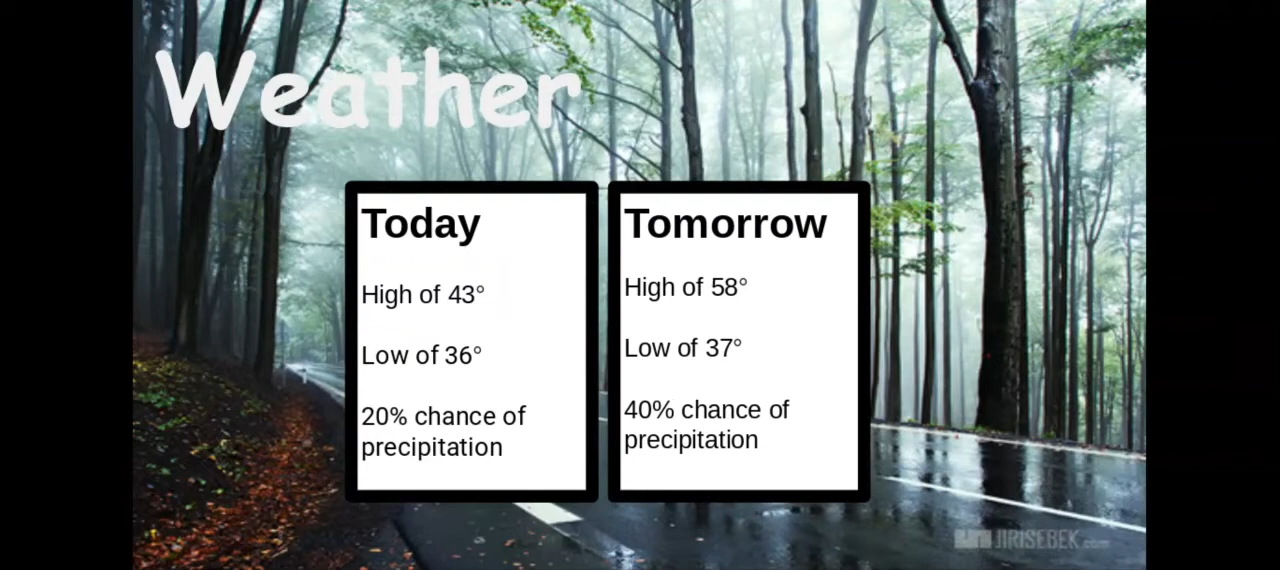 Weather
Today
High of 43°
Low of 36°
20% chance of
precipitation
Tomorrow
High of 58°
Low of 37°
40% chance of
precipitation
JIRISEBEK.com